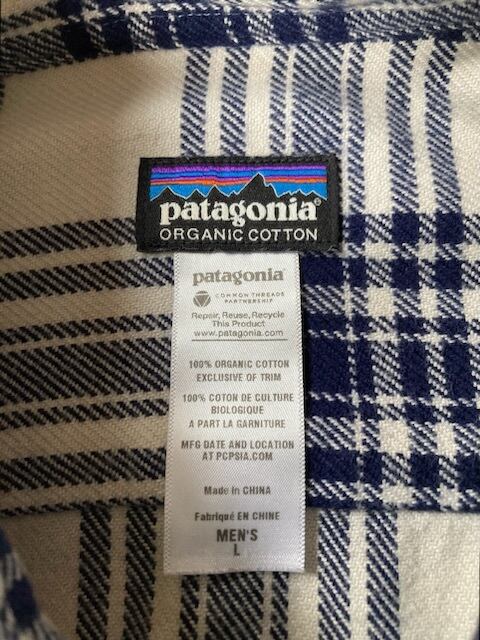 patagonia®
ORGANIC COTTON
patagonia
COMMON THREADS
PARTNERSHIP
Repair, Reuse, Recycle
This Product
www.patagonia.com
100% ORGANIC COTTON
EXCLUSIVE OF TRIM
100% COTON DE CULTURE
BIOLOGIQUE
A PART LA GARNITURE
MFG DATE AND LOCATION
AT PCPSIA.COM
Made in CHINA
Fabriqué EN CHINE
MEN'S
L